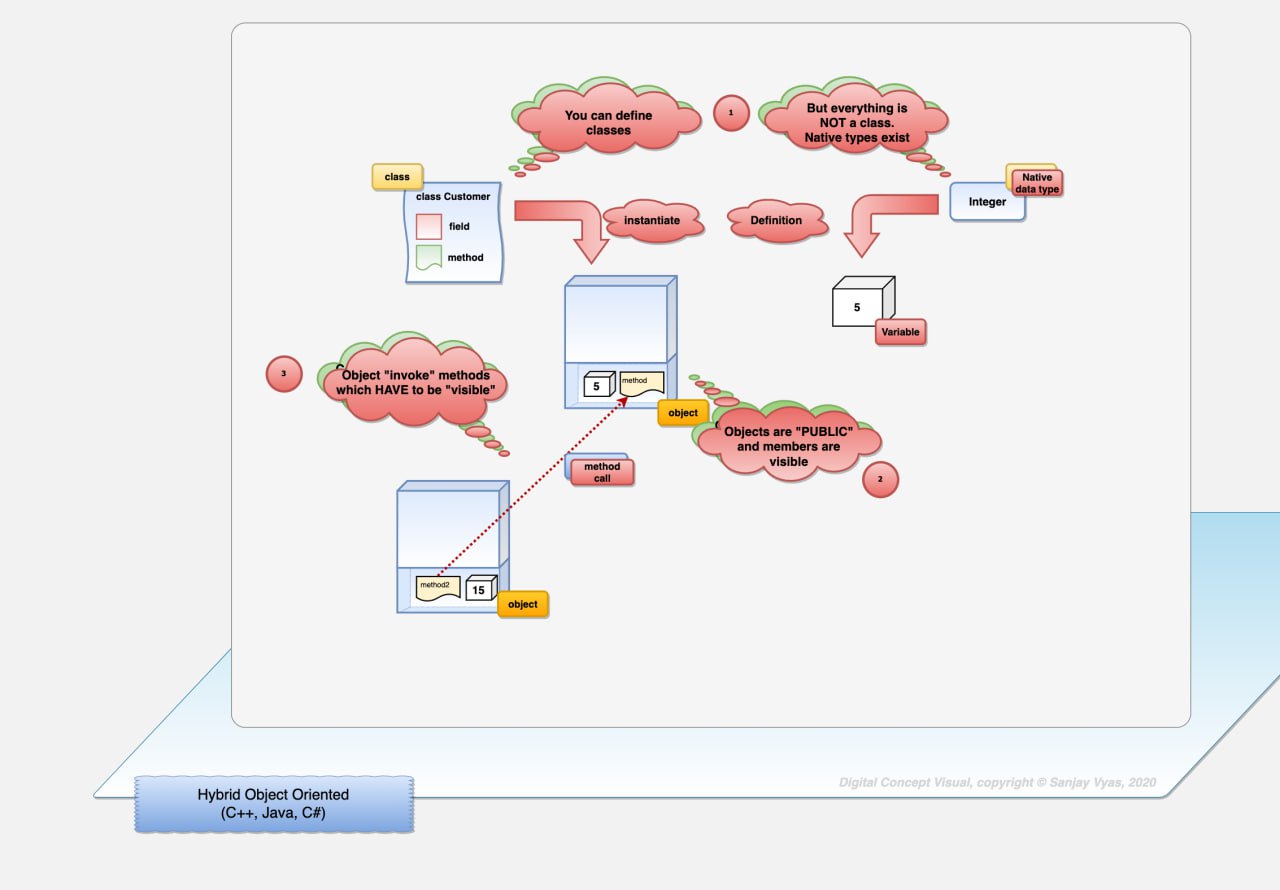 You can define
classes
1
But everything is
NOT a class.
Native types exist
class
class Customer
field
method
instantiate
Definition
Integer
Native
data type
5
Variable
3
Object "invoke" methods
which HAVE to be "visible"
5
method
object
Objects are "PUBLIC"
and members are
visible
2
method
call
method2
15
object
Digital Concept Visual, copyright © Sanjay Vyas, 2020
Hybrid Object Oriented
(C++, Java, C#)